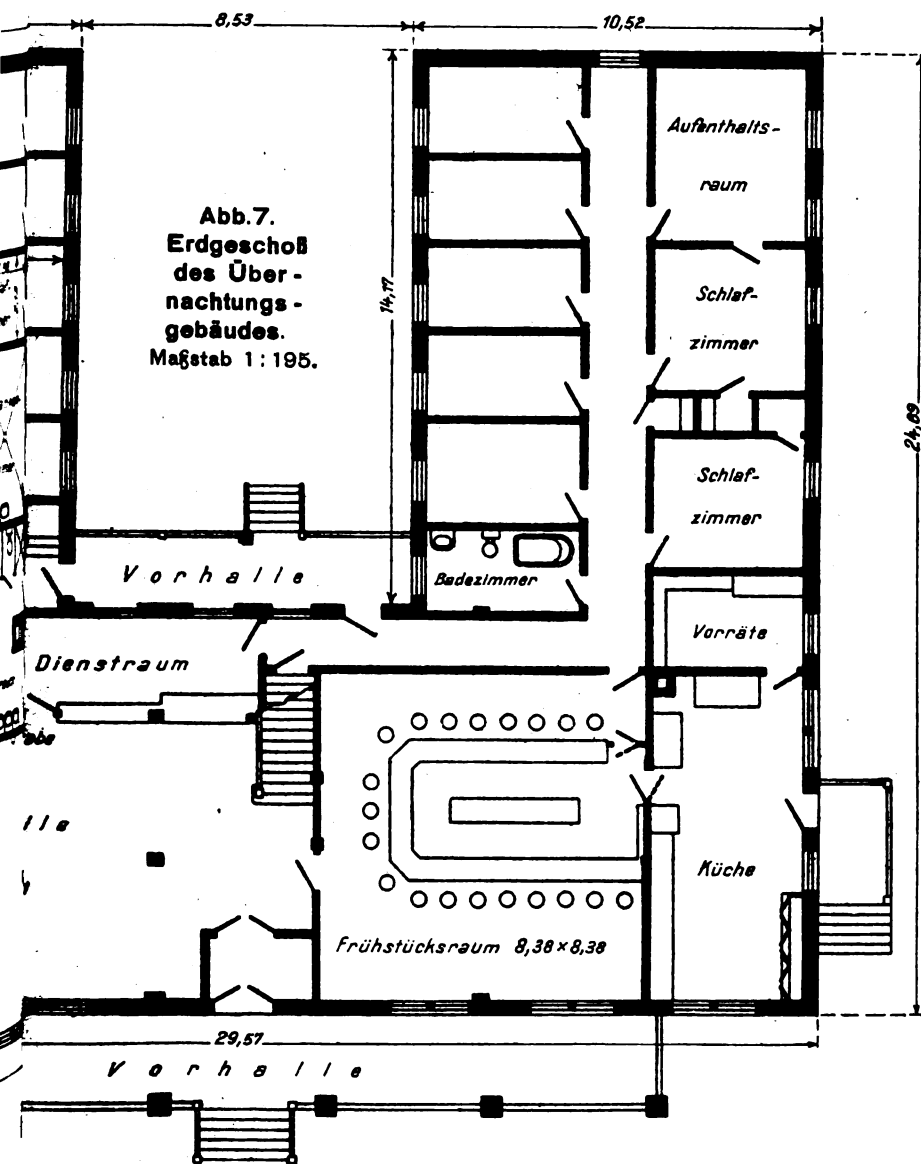 8,53
10,52
Aufenthalts-
raum
Abb.7.
Erdgeschoß
des Über-
nachtungs-
gebäudes.
Maßstab 1:195.
14,77
Schlaf-
zimmer
24,89
Schlaf-
zimmer
Vorhalle
Badezimmer
Vorräte
Dienstraum
Küche
Frühstücksraum 8,38×8,38
29,57
Vorhalle